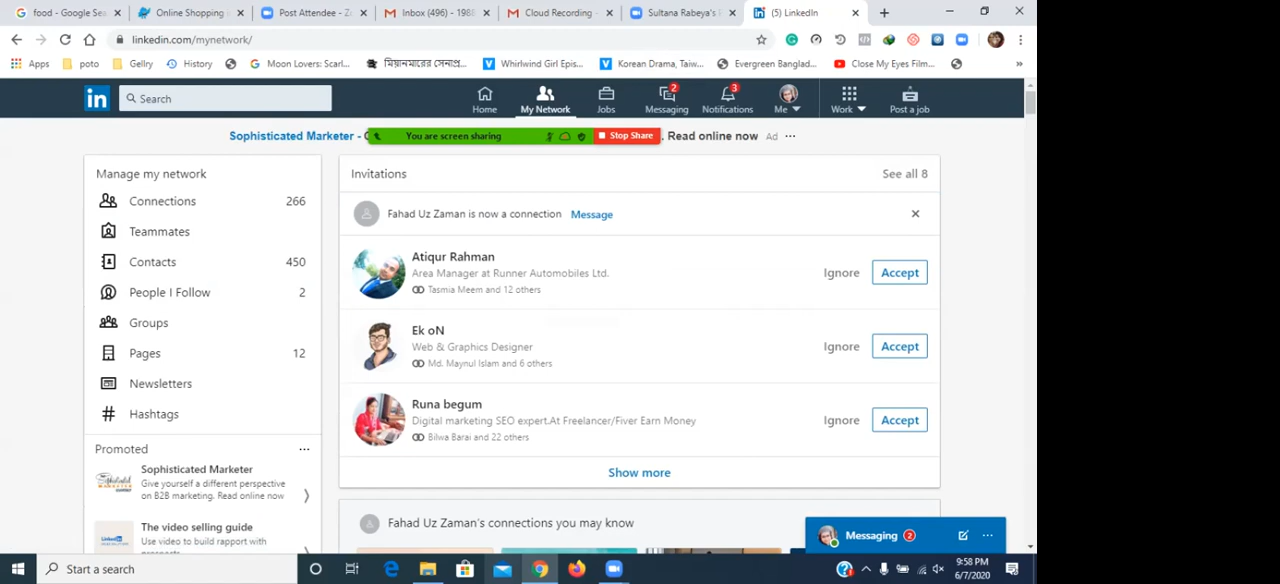 food - Google Sea
Online Shopping i
Post Attendee - Z
Inbox (496) - 198
Cloud Recording -
Sultana Rabeya's
(5) LinkedIn
linkedin.com/mynetwork/
Apps
poto
Gellry
History
Moon Lovers: Scarl...
মিয়ানমারের সেনাপ্র...
Whirlwind Girl Epis...
Korean Drama, Taiw...
Evergreen Banglad...
Close My Eyes Film...
in
Search
Home
My Network
Jobs
2
Messaging
3
Notifications
Me
Work
Post a job
Sophisticated Marketer -
You are screen sharing
Stop Share
. Read online now
Ad
Manage my network
Connections 266
Teammates
Contacts 450
People I Follow 2
Groups
Pages 12
Newsletters
Hashtags
Promoted
Sophisticated Marketer
Give yourself a different perspective
on B2B marketing. Read online now
The video selling guide
Use video to build rapport with
Invitations
See all 8
Fahad Uz Zaman is now a connection Message
Atiqur Rahman
Area Manager at Runner Automobiles Ltd.
Tasmia Meem and 12 others
Ignore Accept
Ek oN
Web & Graphics Designer
Md. Maynul Islam and 6 others
Ignore Accept
Runa begum
Digital marketing SEO expert.At Freelancer/Fiver Earn Money
Bilwa Barai and 22 others
Ignore Accept
Show more
Fahad Uz Zaman's connections you may know
Messaging 2
Start a search
9:58 PM
6/7/2020